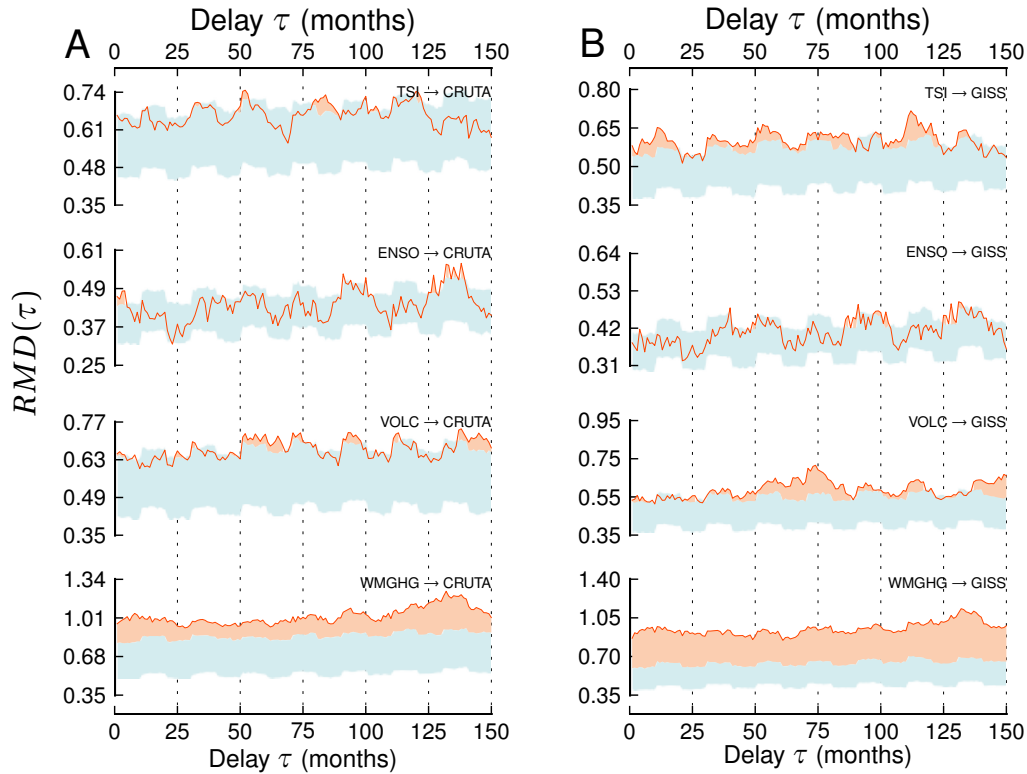 Delay τ (months)
A
0 25 50 75 100 125 150
TSI → CRUTA
0.74
0.61
0.48
0.35
ENSO → CRUTA
0.61
0.49
0.37
0.25
VOLC → CRUTA
0.77
0.63
0.49
0.35
WMGHG → CRUTA
1.34
1.01
0.68
0.35
0 25 50 75 100 125 150
Delay τ (months)
RMD(τ)
Delay τ (months)
B
0 25 50 75 100 125 150
TSI → GISS
0.80
0.65
0.50
0.35
ENSO → GISS
0.64
0.53
0.42
0.31
VOLC → GISS
0.95
0.75
0.55
0.35
WMGHG → GISS
1.40
1.05
0.70
0.35
0 25 50 75 100 125 150
Delay τ (months)